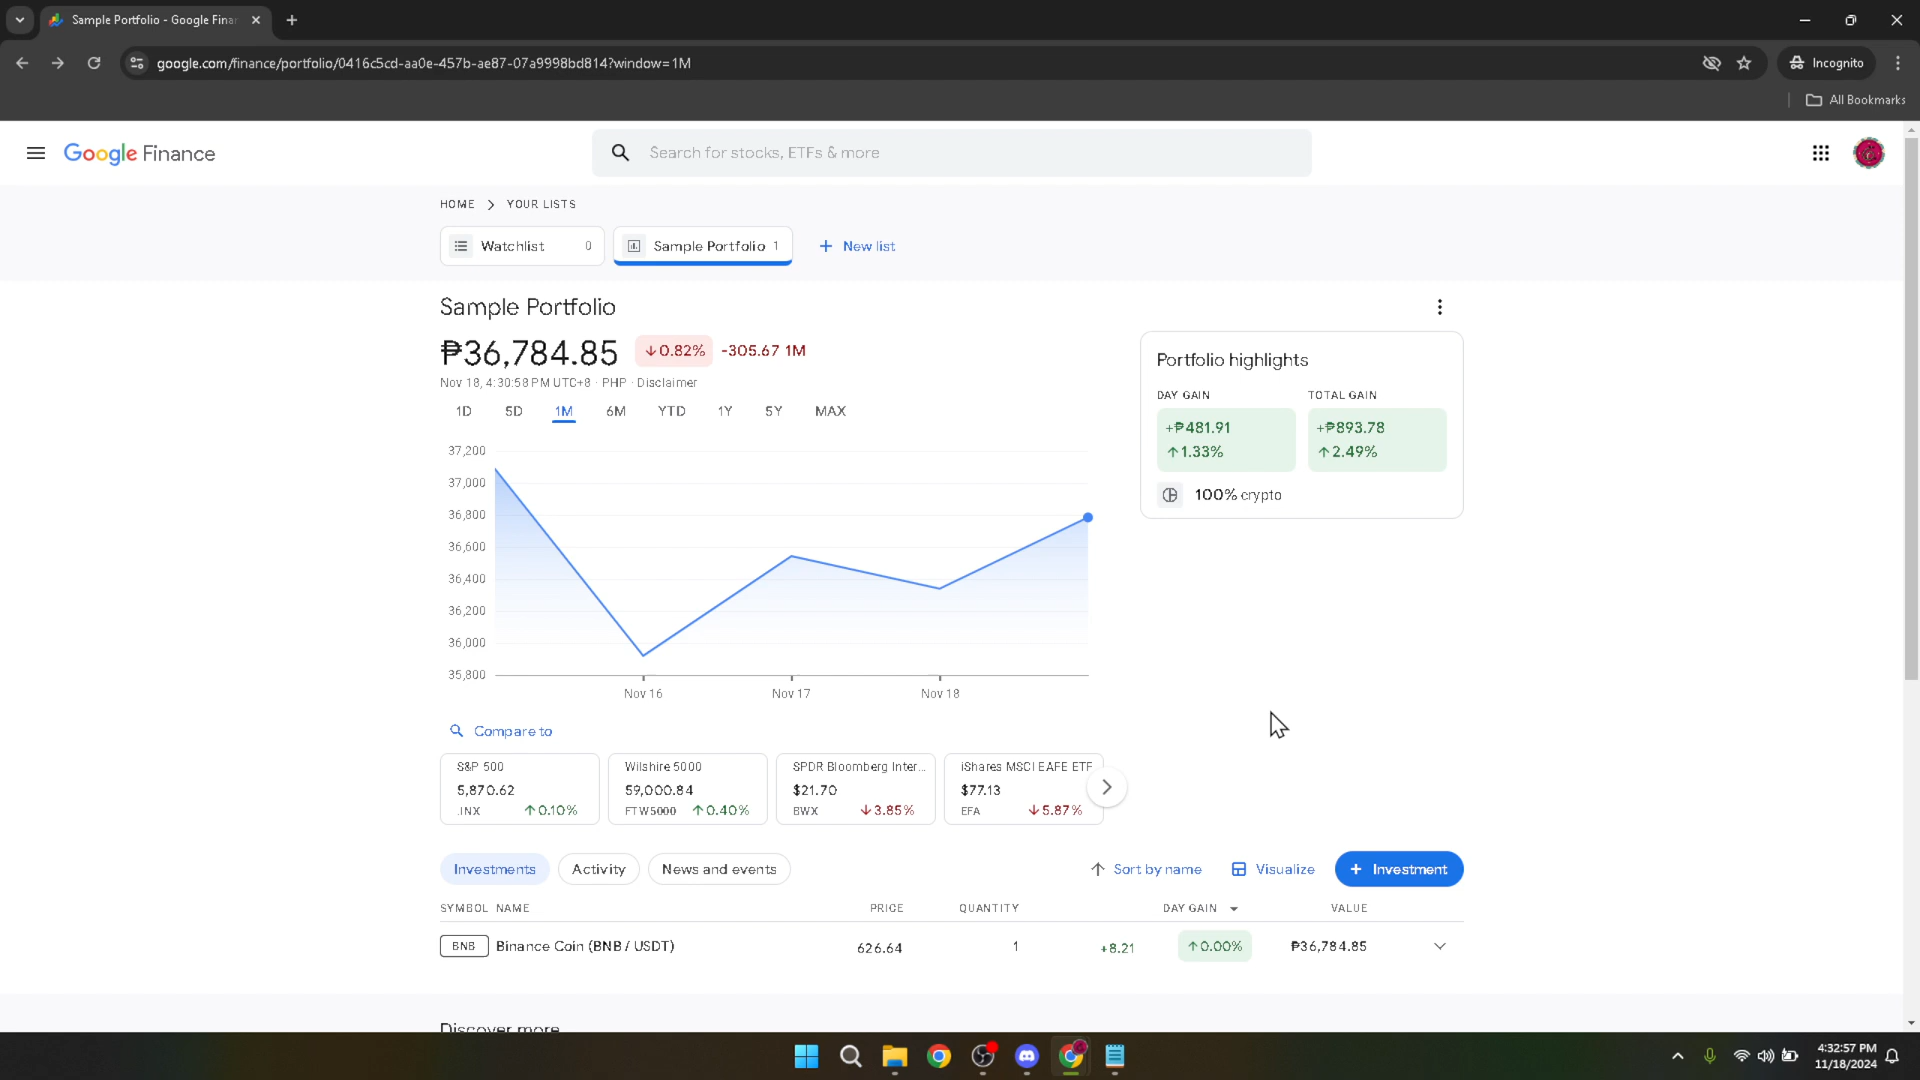 Sample Portfolio - Google Finan
google.com/finance/portfolio/0416c5cd-aa0e-457b-ae87-07a9998bd814?window=1M
Incognito
All Bookmarks
Google Finance
Search for stocks, ETFs & more
HOME > YOUR LISTS
Watchlist 0
Sample Portfolio 1
+ New list
Sample Portfolio
₱36,784.85 ↓0.82% -305.67 1M
Nov 18, 4:30:58 PM UTC+8 · PHP · Disclaimer
1D 5D 1M 6M YTD 1Y 5Y MAX
37,200
37,000
36,800
36,600
36,400
36,200
36,000
35,800
Nov 16 Nov 17 Nov 18
Portfolio highlights
DAY GAIN TOTAL GAIN
+₱481.91 +₱893.78
↑1.33% ↑2.49%
100% crypto
Compare to
S&P 500
5,870.62
.INX ↑0.10%
Wilshire 5000
59,000.84
FTW5000 ↑0.40%
SPDR Bloomberg Inter...
$21.70
BWX ↓3.85%
iShares MSCI EAFE ETF
$77.13
EFA ↓5.87%
Investments Activity News and events
↑ Sort by name Visualize + Investment
SYMBOL NAME PRICE QUANTITY DAY GAIN VALUE
BNB Binance Coin (BNB / USDT) 626.64 1 +8.21 ↑0.00% ₱36,784.85
Discover more
4:32:57 PM
11/18/2024